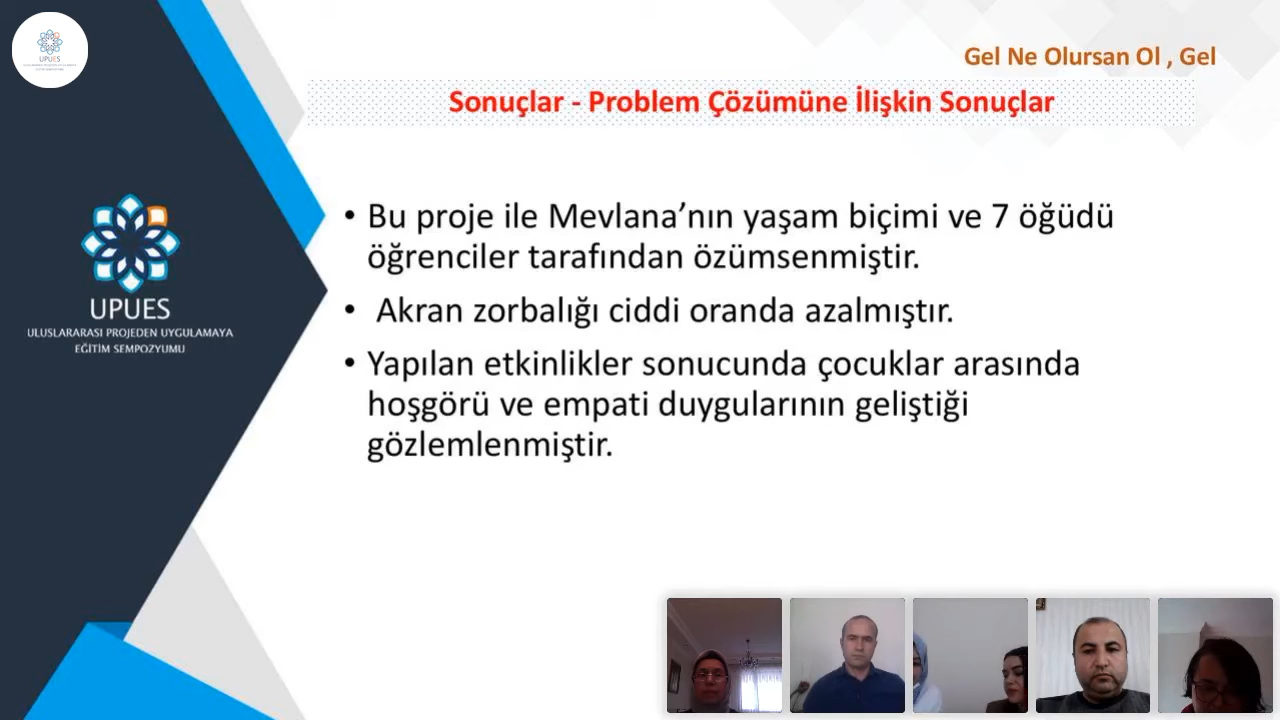 UPUES
Gel Ne Olursan Ol , Gel
Sonuçlar - Problem Çözümüne İlişkin Sonuçlar
• Bu proje ile Mevlana’nın yaşam biçimi ve 7 öğüdü
öğrenciler tarafından özümsenmiştir.
• Akran zorbalığı ciddi oranda azalmıştır.
• Yapılan etkinlikler sonucunda çocuklar arasında
hoşgörü ve empati duygularının geliştiği
gözlemlenmiştir.
UPUES
ULUSLARARASI PROJEDEN UYGULAMAYA
EĞİTİM SEMPOZYUMU